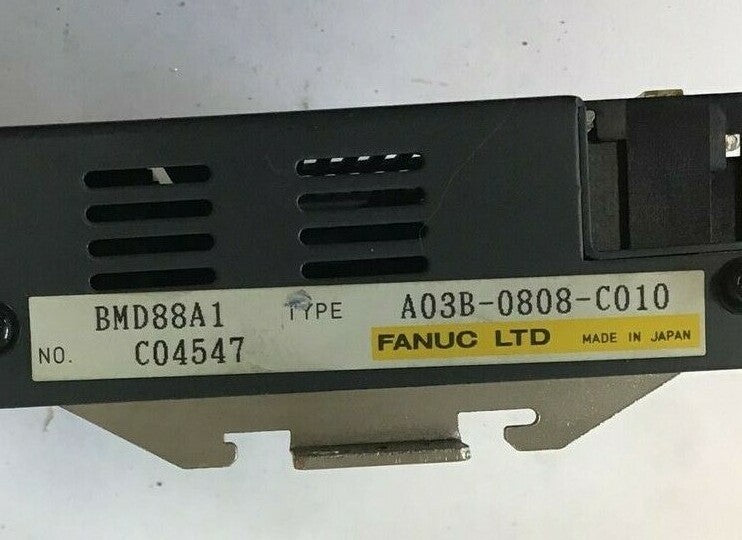 BMD88A1 TYPE A03B-0808-C010
NO. C04547 FANUC LTD MADE IN JAPAN